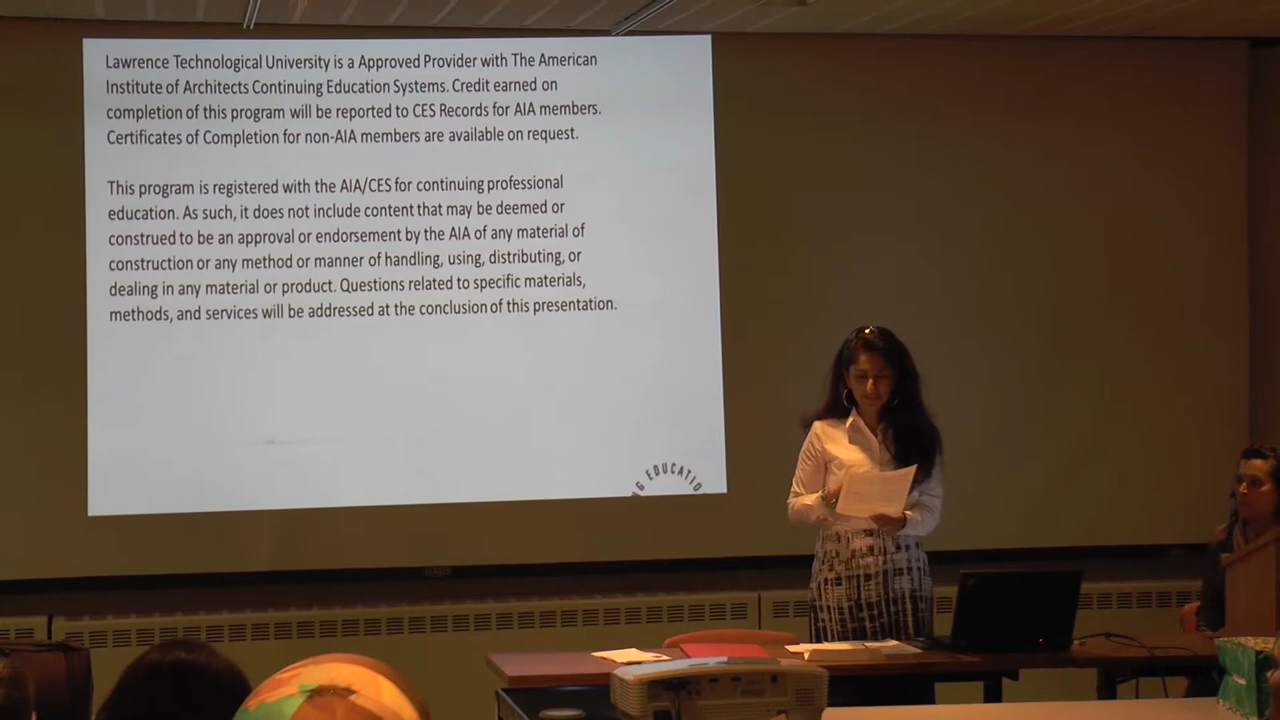 Lawrence Technological University is a Approved Provider with The American
Institute of Architects Continuing Education Systems. Credit earned on
completion of this program will be reported to CES Records for AIA members.
Certificates of Completion for non-AIA members are available on request.
This program is registered with the AIA/CES for continuing professional
education. As such, it does not include content that may be deemed or
construed to be an approval or endorsement by the AIA of any material of
construction or any method or manner of handling, using, distributing, or
dealing in any material or product. Questions related to specific materials,
methods, and services will be addressed at the conclusion of this presentation.
G EDUCATIO